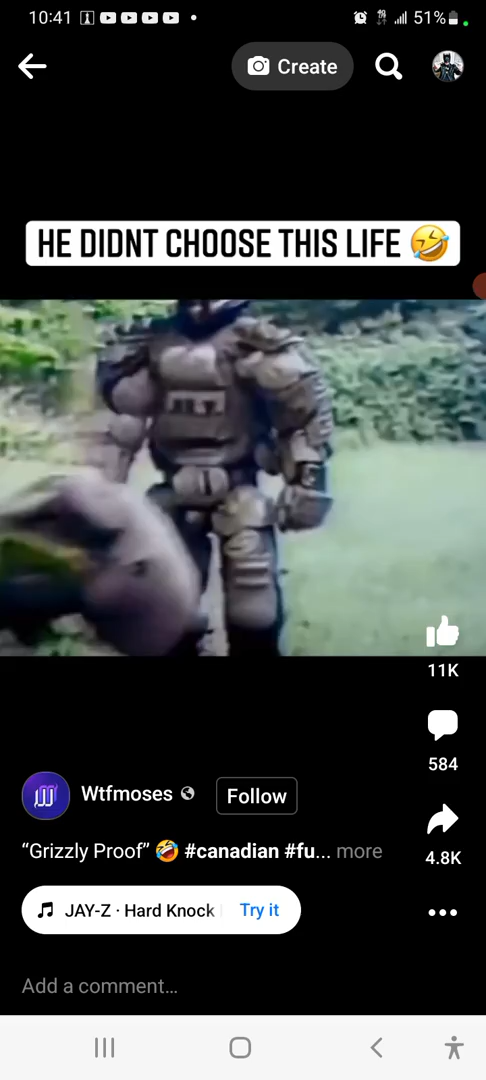 10:41
51%
Create
HE DIDNT CHOOSE THIS LIFE 🤣
11K
584
Wtfmoses
Follow
4.8K
“Grizzly Proof” 🤣 #canadian #fu... more
JAY-Z · Hard Knock
Try it
Add a comment...